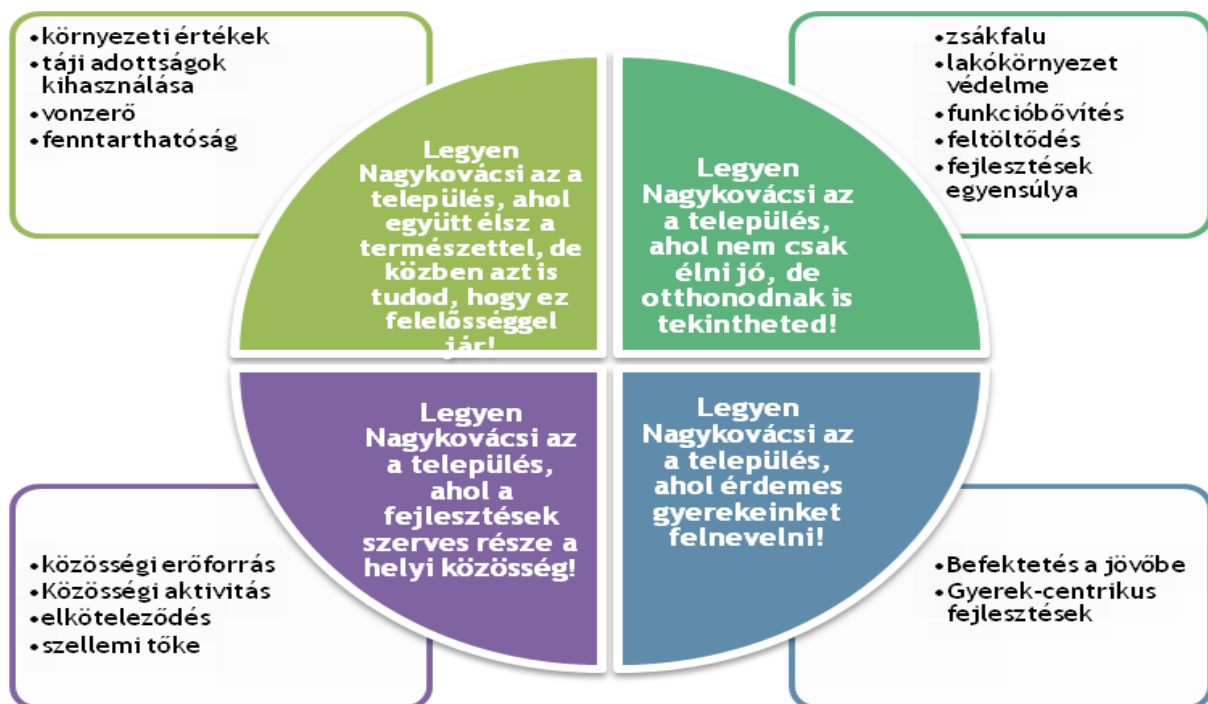 •környezeti értékek
•táji adottságok
kihasználása
•vonzerő
•fenntarthatóság
Legyen
Nagykovácsi az a
település, ahol
együtt élsz a
természettel, de
közben azt is
tudod, hogy ez
felelősséggel
jár!
•zsákfalu
•lakókörnyezet
védelme
•funkcióbővítés
•feltöltődés
•fejlesztések
egyensúlya
Legyen
Nagykovácsi az
a település,
ahol nem csak
élni jó, de
otthonodnak is
tekintheted!
•közösségi erőforrás
•Közösségi aktivitás
•elköteleződés
•szellemi tőke
Legyen
Nagykovácsi az
a település,
ahol a
fejlesztések
szerves része a
helyi közösség!
•Befektetés a jövőbe
•Gyerek-centrikus
fejlesztések
Legyen
Nagykovácsi az
a település,
ahol érdemes
gyerekeinket
felnevelni!